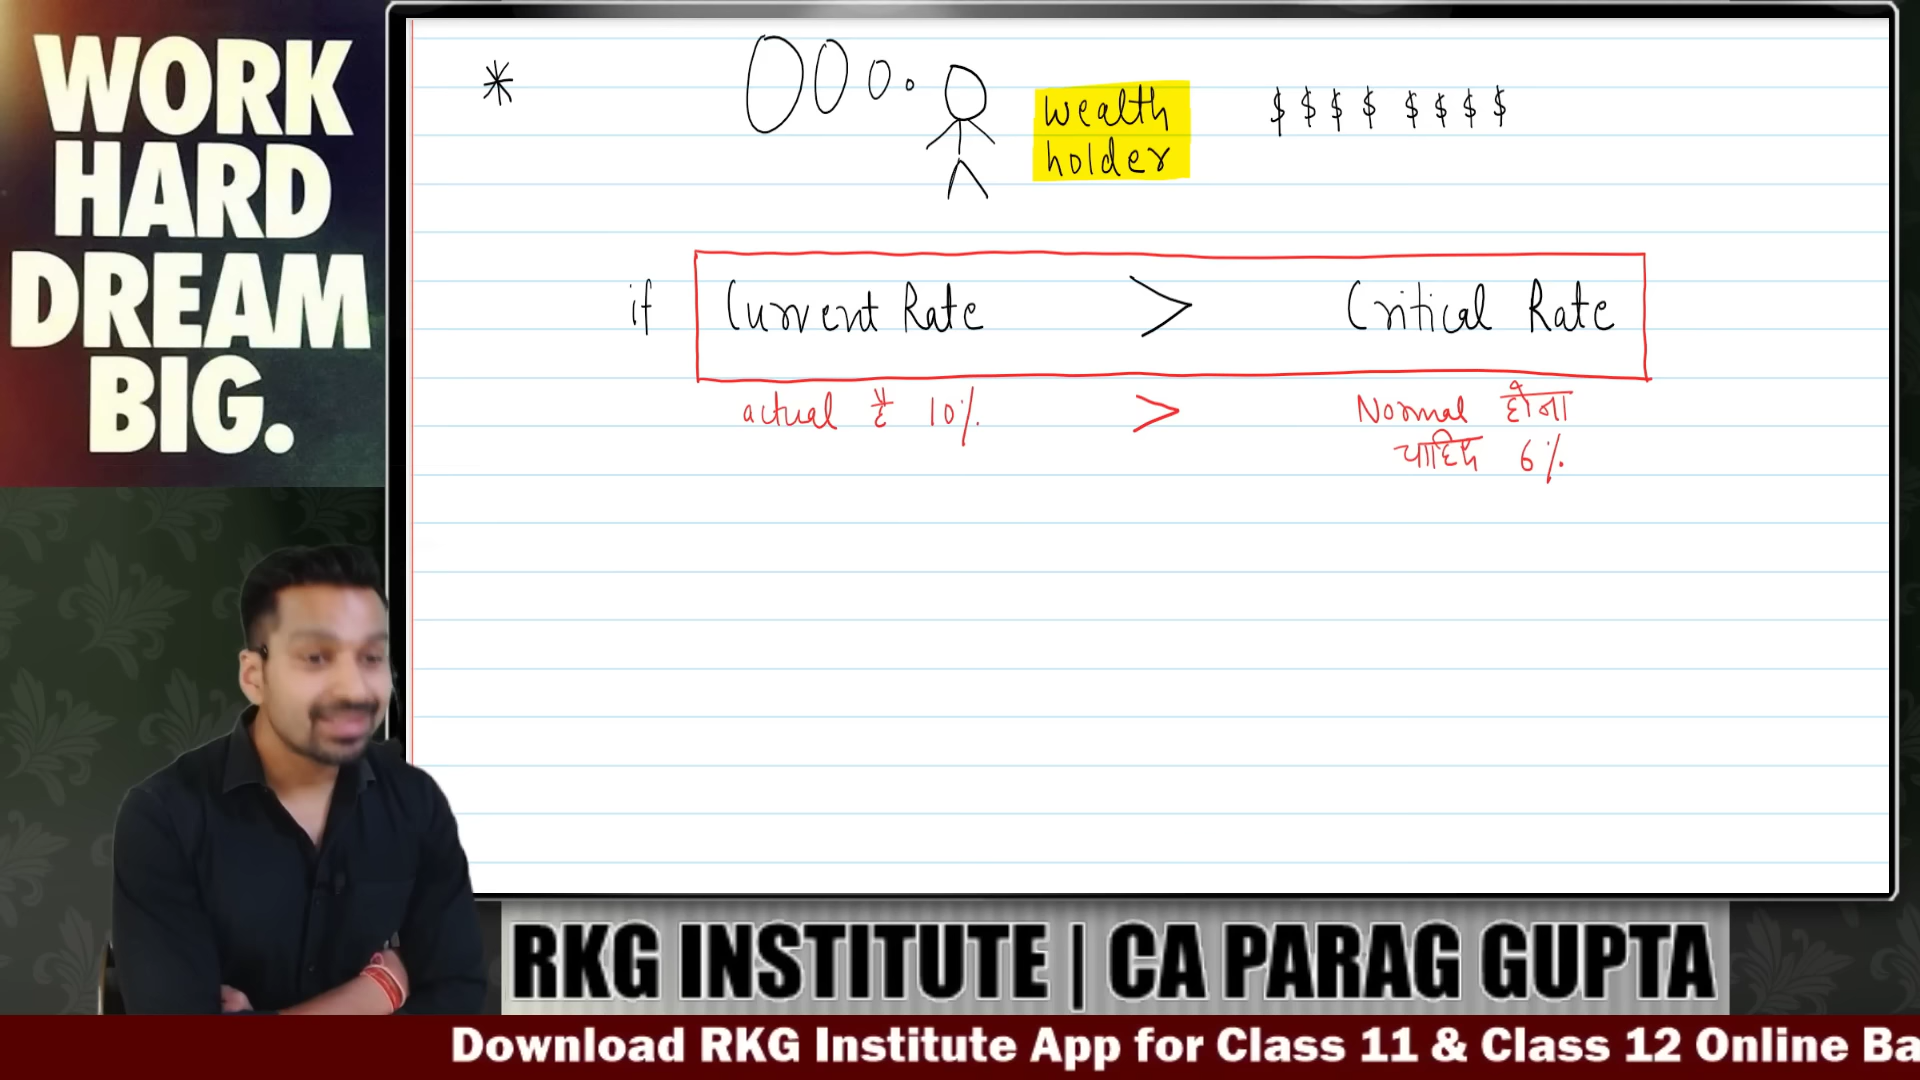 WORK
HARD
DREAM
BIG.
*
wealth
holder
$ $ $ $ $ $ $ $
if Current Rate > Critical Rate
actual है 10% > Normal होना
चाहिए 6%
RKG INSTITUTE | CA PARAG GUPTA
Download RKG Institute App for Class 11 & Class 12 Online Ba